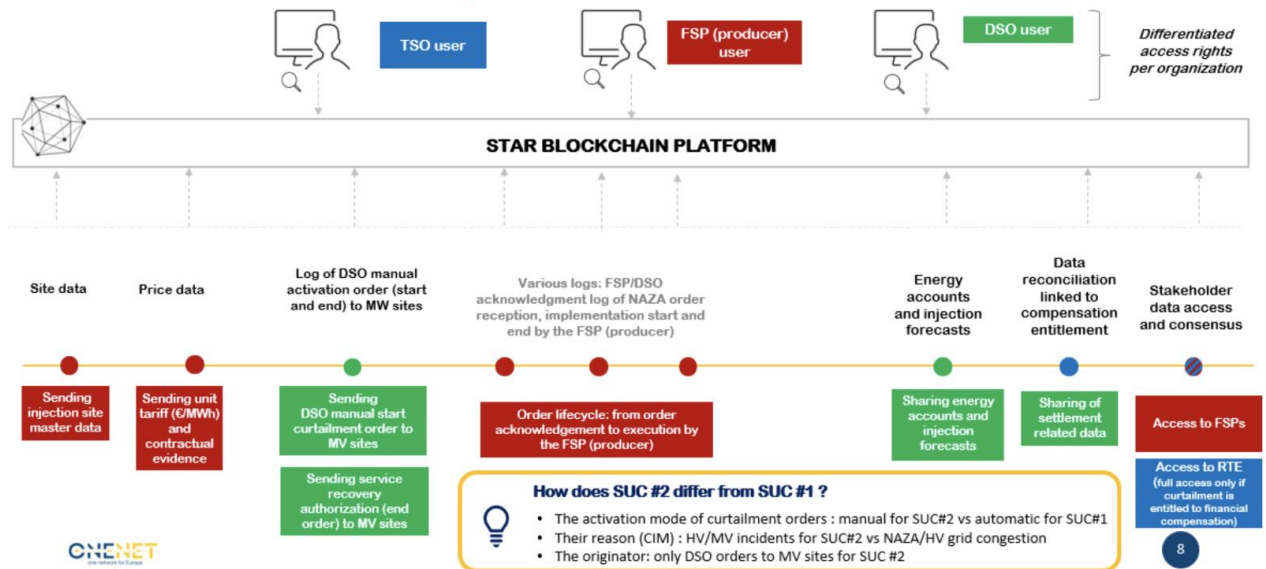 TSO user
FSP (producer)
user
DSO user
Differentiated
access rights
per organization
STAR BLOCKCHAIN PLATFORM
Site data
Price data
Log of DSO manual
activation order (start
and end) to MW sites
Various logs: FSP/DSO
acknowledgment log of NAZA order
reception, implementation start and
end by the FSP (producer)
Energy
accounts
and injection
forecasts
Data
reconciliation
linked to
compensation
entitlement
Stakeholder
data access
and consensus
Sending
injection site
master data
Sending unit
tariff (€/MWh)
and
contractual
evidence
Sending
DSO manual start
curtailment order to
MV sites
Sending service
recovery
authorization (end
order) to MV sites
Order lifecycle: from order
acknowledgement to execution by
the FSP (producer)
Sharing energy
accounts and
injection
forecasts
Sharing of
settlement
related data
Access to FSPs
Access to RTE
(full access only if
curtailment is
entitled to financial
compensation)
How does SUC #2 differ from SUC #1 ?
• The activation mode of curtailment orders : manual for SUC#2 vs automatic for SUC#1
• Their reason (CIM) : HV/MV incidents for SUC#2 vs NAZA/HV grid congestion
• The originator: only DSO orders to MV sites for SUC #2
ONENET
one network for Europe
8